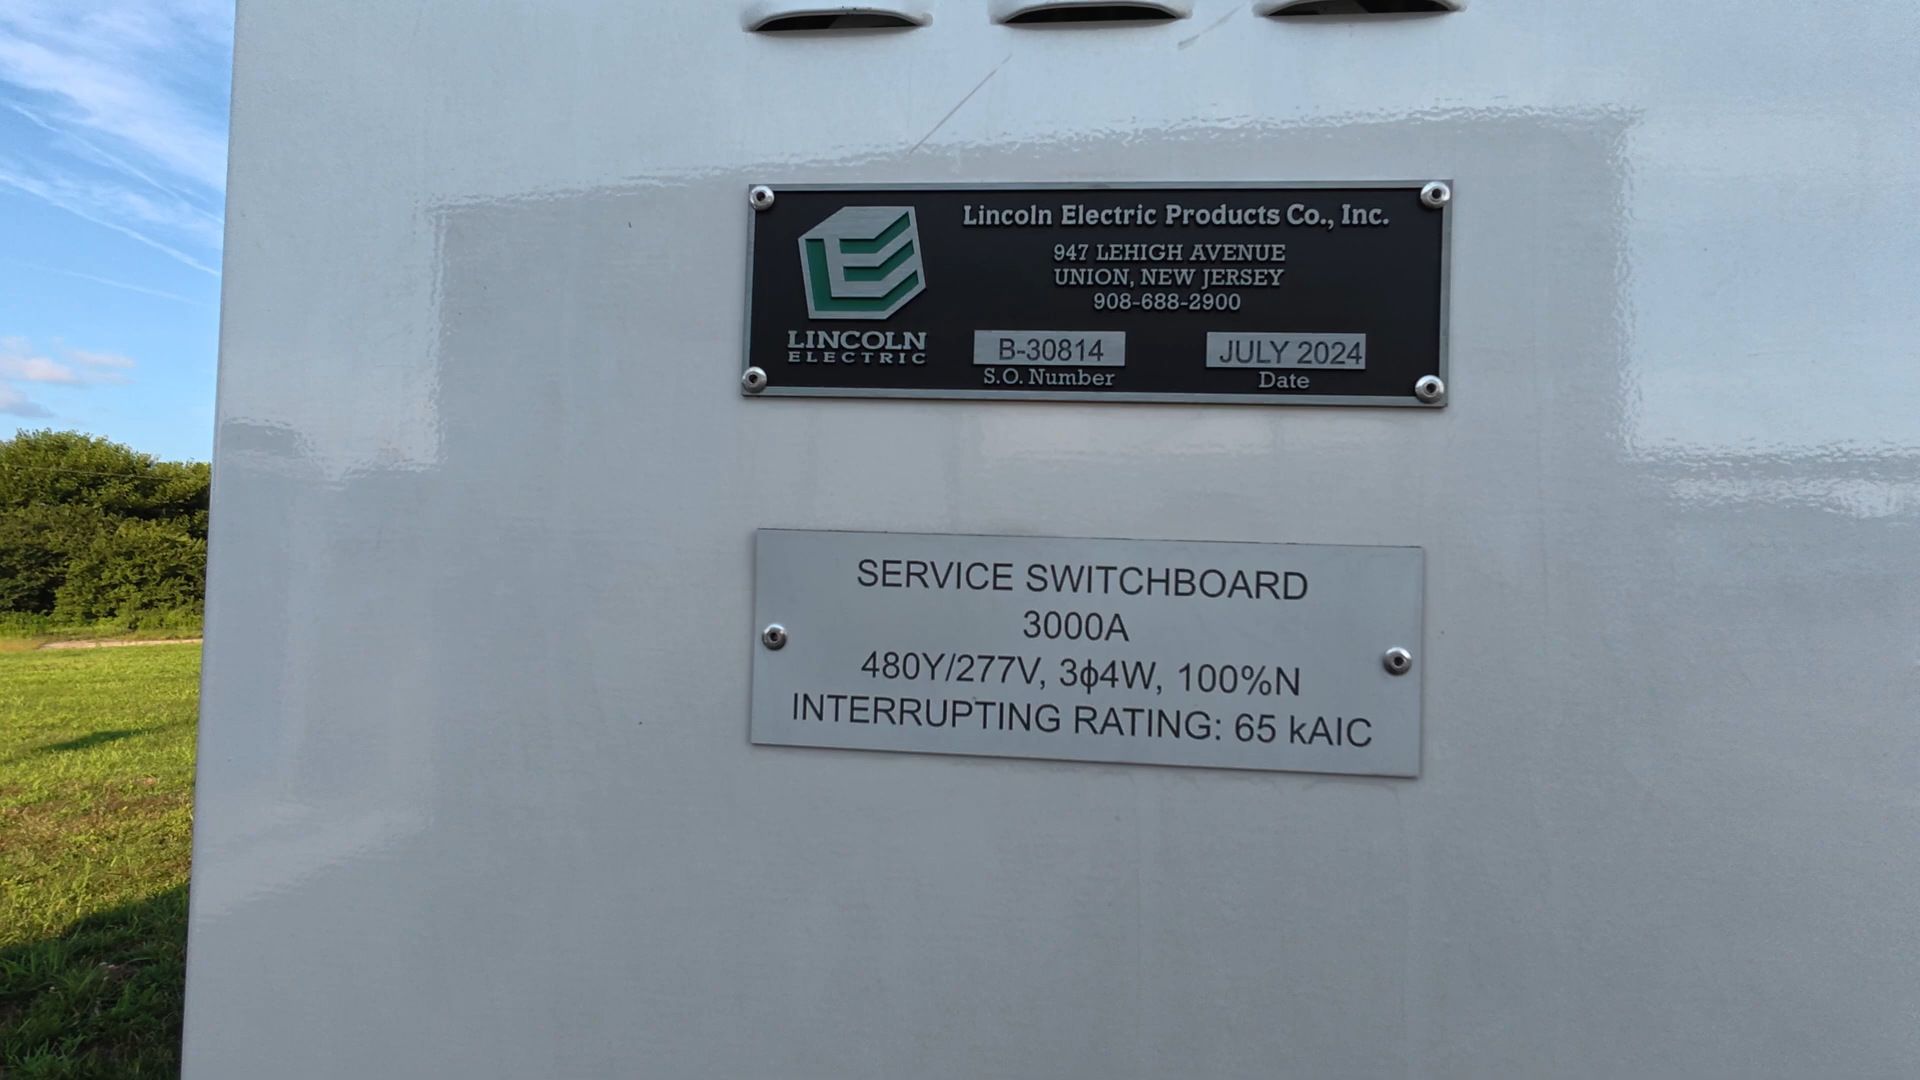 Lincoln Electric Products Co., Inc.
947 LEHIGH AVENUE
UNION, NEW JERSEY
908-688-2900
LINCOLN
ELECTRIC
B-30814
S.O. Number
JULY 2024
Date
SERVICE SWITCHBOARD
3000A
480Y/277V, 3ϕ4W, 100%N
INTERRUPTING RATING: 65 kAIC